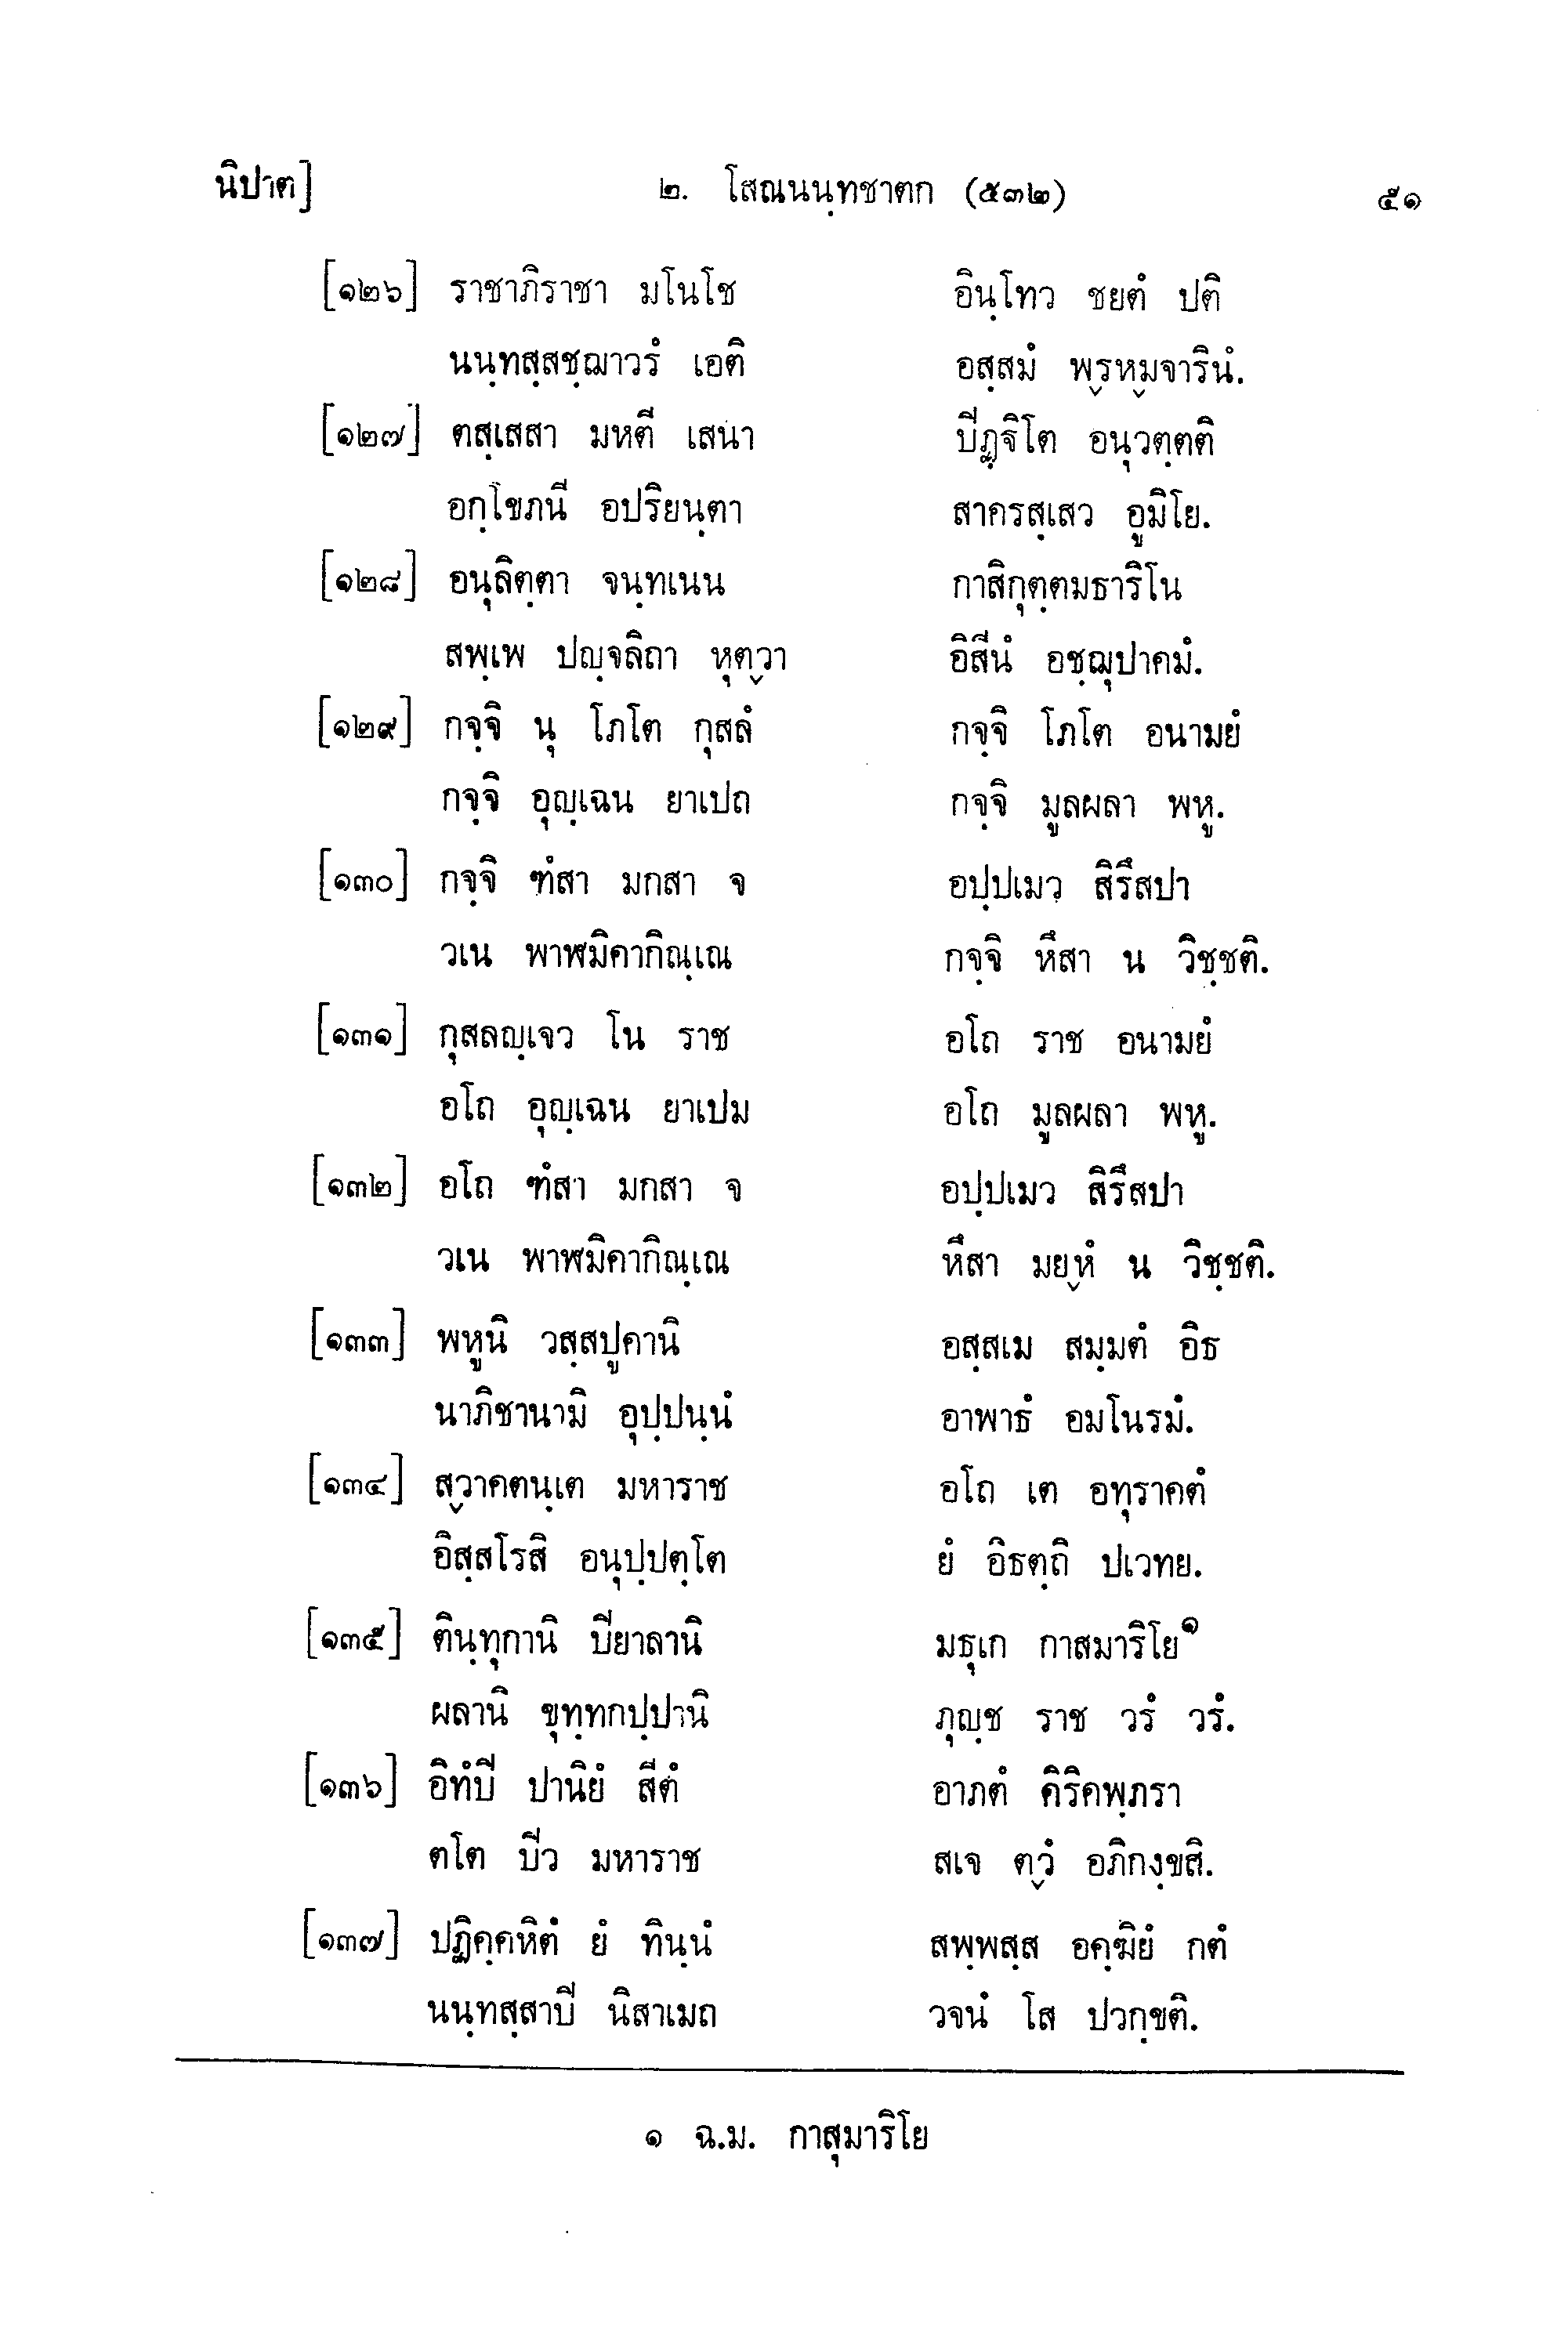 นิปาต] ๒. โสณนนฺทชาตก (๕๓๒) ๕๑
[๑๒๖] ราชาภิราชา มโนโช อินฺโทว ชยตํ ปติ
นนฺทสฺสชฺฌาวรํ เอติ อสฺสมํ พฺรหฺมจารินํ.
[๑๒๗] ตสฺเสสา มหตี เสนา ปีฏฺฐิโต อนุวตฺตติ
อกฺโขภนี อปริยนฺตา สาครสฺเสว อูมิโย.
[๑๒๘] อนุลิตฺตา จนฺทเนน กาสิกุตฺตมธาริโน
สพฺเพ ปญฺจลิถา หุตฺวา อิสีนํ อชฺฌุปาคมํ.
[๑๒๙] กจฺจิ นุ โภโต กุสลํ กจฺจิ โภโต อนามยํ
กจฺจิ อุญฺเฉน ยาเปถ กจฺจิ มูลผลา พหู.
[๑๓๐] กจฺจิ ฑํสา มกสา จ อปฺปเมว สิรึสปา
วเน พาฬมิคากิณฺเณ กจฺจิ หึสา น วิชฺชติ.
[๑๓๑] กุสลญฺเจว โน ราช อโถ ราช อนามยํ
อโถ อุญฺเฉน ยาเปม อโถ มูลผลา พหู.
[๑๓๒] อโถ ฑํสา มกสา จ อปฺปเมว สิรึสปา
วเน พาฬมิคากิณฺเณ หึสา มยฺหํ น วิชฺชติ.
[๑๓๓] พหูนิ วสฺสปูคานิ อสฺสเม สมฺมตํ อิธ
นาภิชานามิ อุปฺปนฺนํ อาพาธํ อมโนรมํ.
[๑๓๔] สฺวาคตนฺเต มหาราช อโถ เต อทุราคตํ
อิสฺสโรสิ อนุปฺปตฺโต ยํ อิธตฺถิ ปเวทย.
[๑๓๕] ตินฺทุกานิ ปียาลานิ มธุเก กาสมาริโย๑
ผลานิ ขุทฺทกปฺปานิ ภุญฺช ราช วรํ วรํ.
[๑๓๖] อิทํปี ปานิยํ สีตํ อาภตํ คิริคพฺภรา
ตโต ปีว มหาราช สเจ ตฺวํ อภิกงฺขสิ.
[๑๓๗] ปฏิคฺคหิตํ ยํ ทินฺนํ สพฺพสฺส อคฺฆิยํ กตํ
นนฺทสฺสาปี นิสาเมถ วจนํ โส ปวกฺขติ.
๑ ฉ.ม. กาสุมาริโย